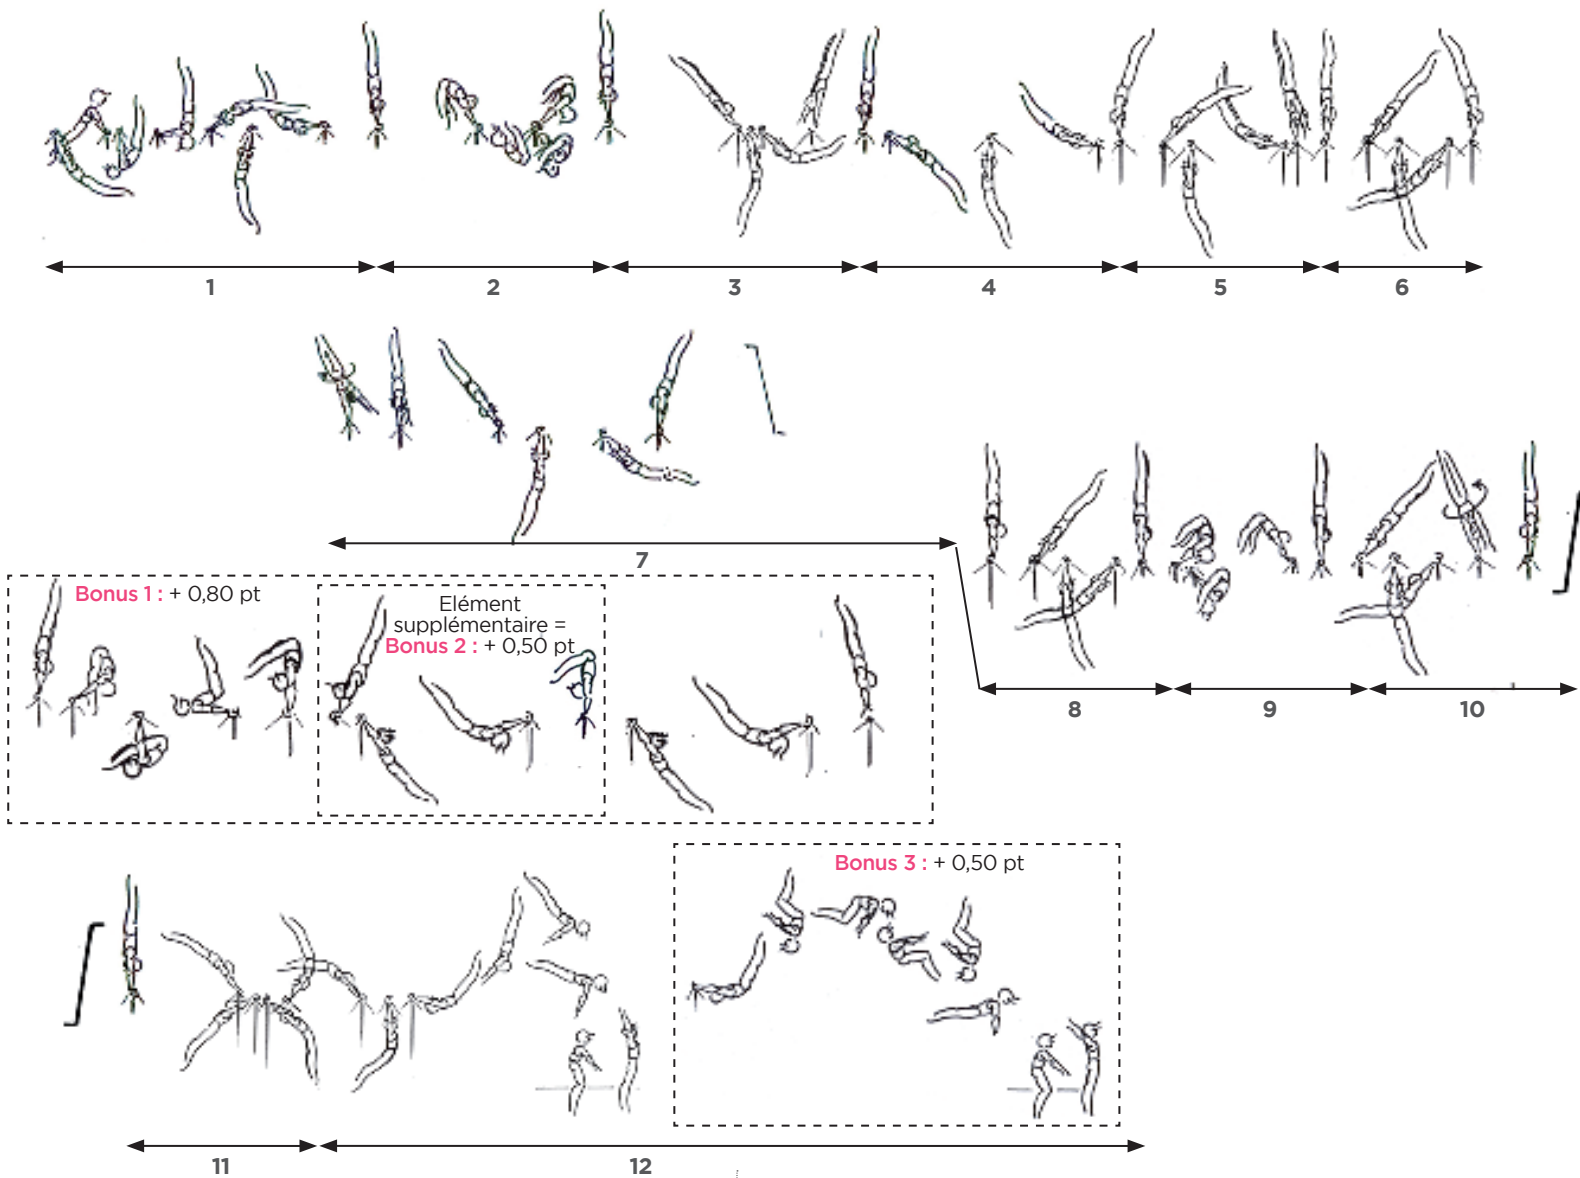 1 2 3 4 5 6
7
Bonus 1 : + 0,80 pt
Elément
supplémentaire =
Bonus 2 : + 0,50 pt
8 9 10
Bonus 3 : + 0,50 pt
11 12